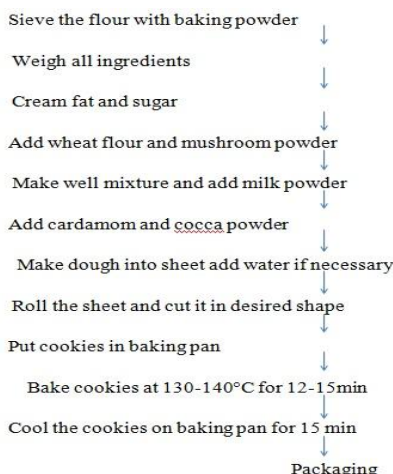 Sieve the flour with baking powder
Weigh all ingredients
Cream fat and sugar
Add wheat flour and mushroom powder
Make well mixture and add milk powder
Add cardamom and cocca powder
Make dough into sheet add water if necessary
Roll the sheet and cut it in desired shape
Put cookies in baking pan
Bake cookies at 130-140°C for 12-15min
Cool the cookies on baking pan for 15 min
Packaging